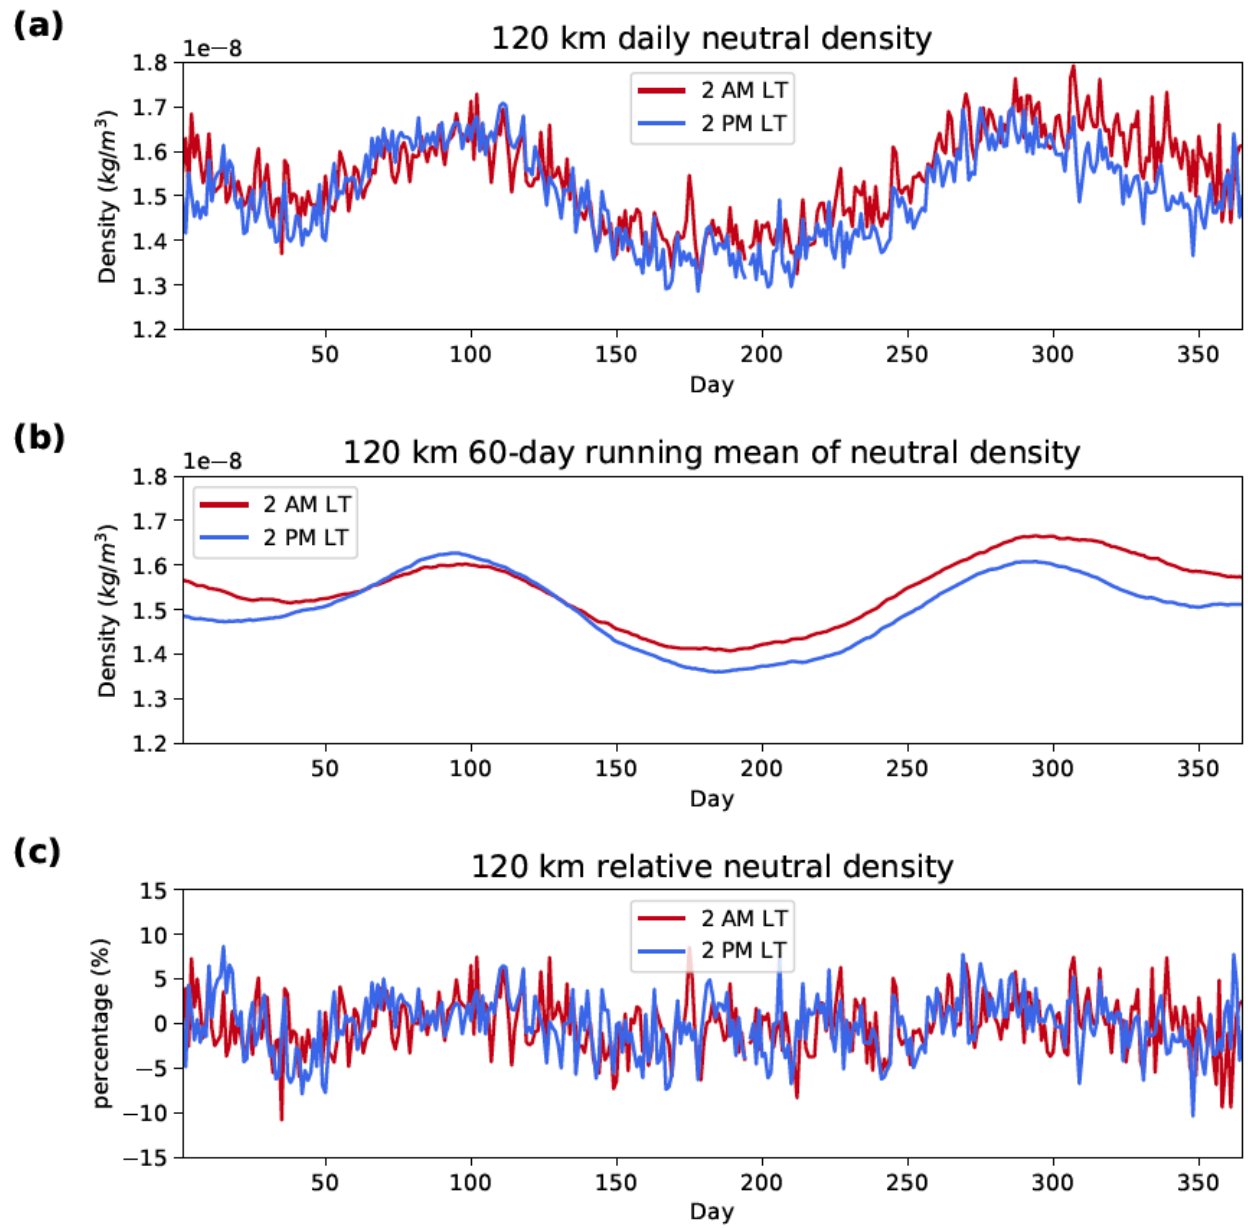 (a)
120 km daily neutral density
1e−8
1.8
1.7
1.6
1.5
1.4
1.3
1.2
Density (kg/m³)
2 AM LT
2 PM LT
50 100 150 200 250 300 350
Day
(b)
120 km 60-day running mean of neutral density
1e−8
1.8
1.7
1.6
1.5
1.4
1.3
1.2
Density (kg/m³)
2 AM LT
2 PM LT
50 100 150 200 250 300 350
Day
(c)
120 km relative neutral density
15
10
5
0
−5
−10
−15
percentage (%)
2 AM LT
2 PM LT
50 100 150 200 250 300 350
Day